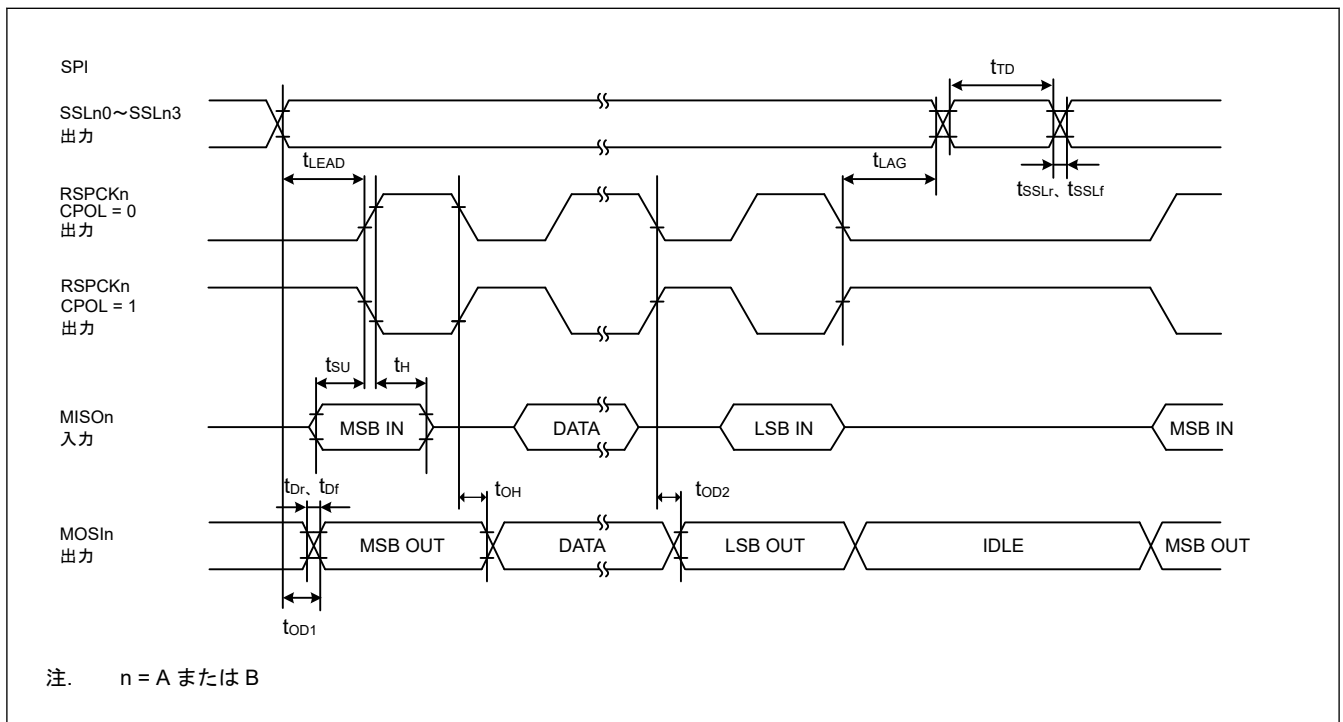 SPI
tTD
SSLn0～SSLn3
出力
tLEAD
tLAG
tSSLr、tSSLf
RSPCKn
CPOL = 0
出力
RSPCKn
CPOL = 1
出力
tSU
tH
MISOn
入力
MSB IN
DATA
LSB IN
MSB IN
tDr、tDf
tOH
tOD2
MOSIn
出力
MSB OUT
DATA
LSB OUT
IDLE
MSB OUT
tOD1
注. n = A または B